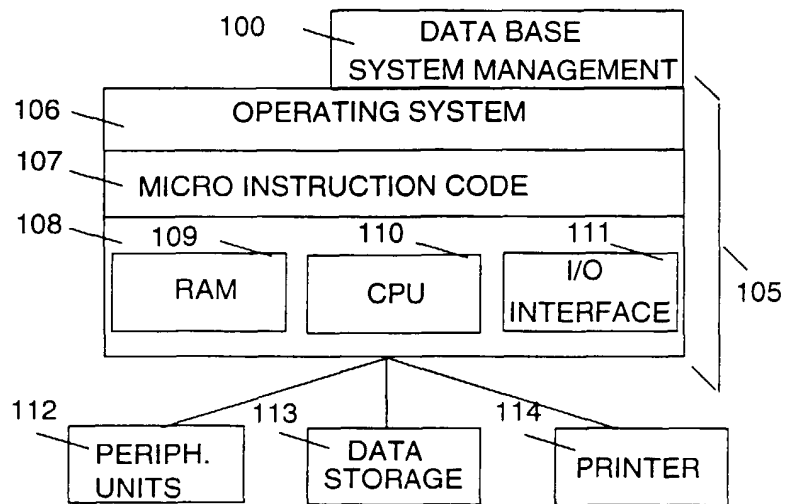 100
DATA BASE
SYSTEM MANAGEMENT
106
OPERATING SYSTEM
107
MICRO INSTRUCTION CODE
108
109
110
111
RAM
CPU
I/O
INTERFACE
105
112
113
114
PERIPH.
UNITS
DATA
STORAGE
PRINTER